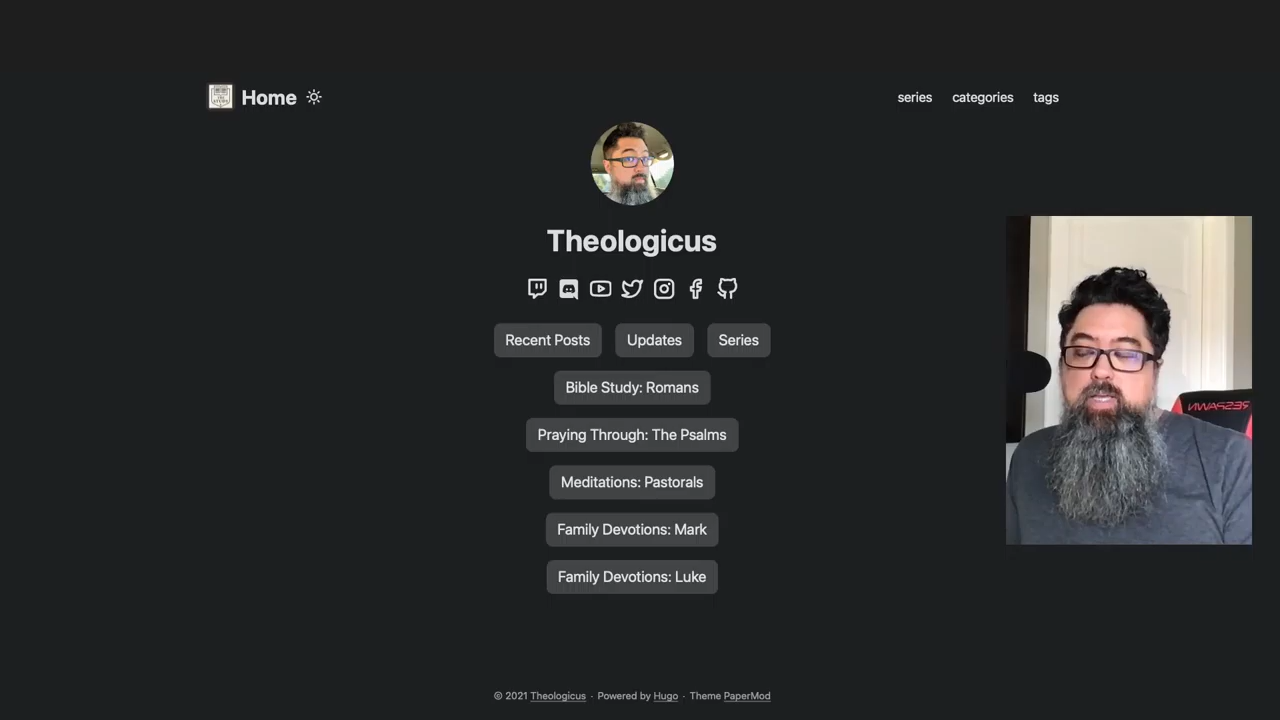 Home
series categories tags
Theologicus
Recent Posts Updates Series
Bible Study: Romans
Praying Through: The Psalms
Meditations: Pastorals
Family Devotions: Mark
Family Devotions: Luke
RESPAWN
© 2021 Theologicus · Powered by Hugo · Theme PaperMod